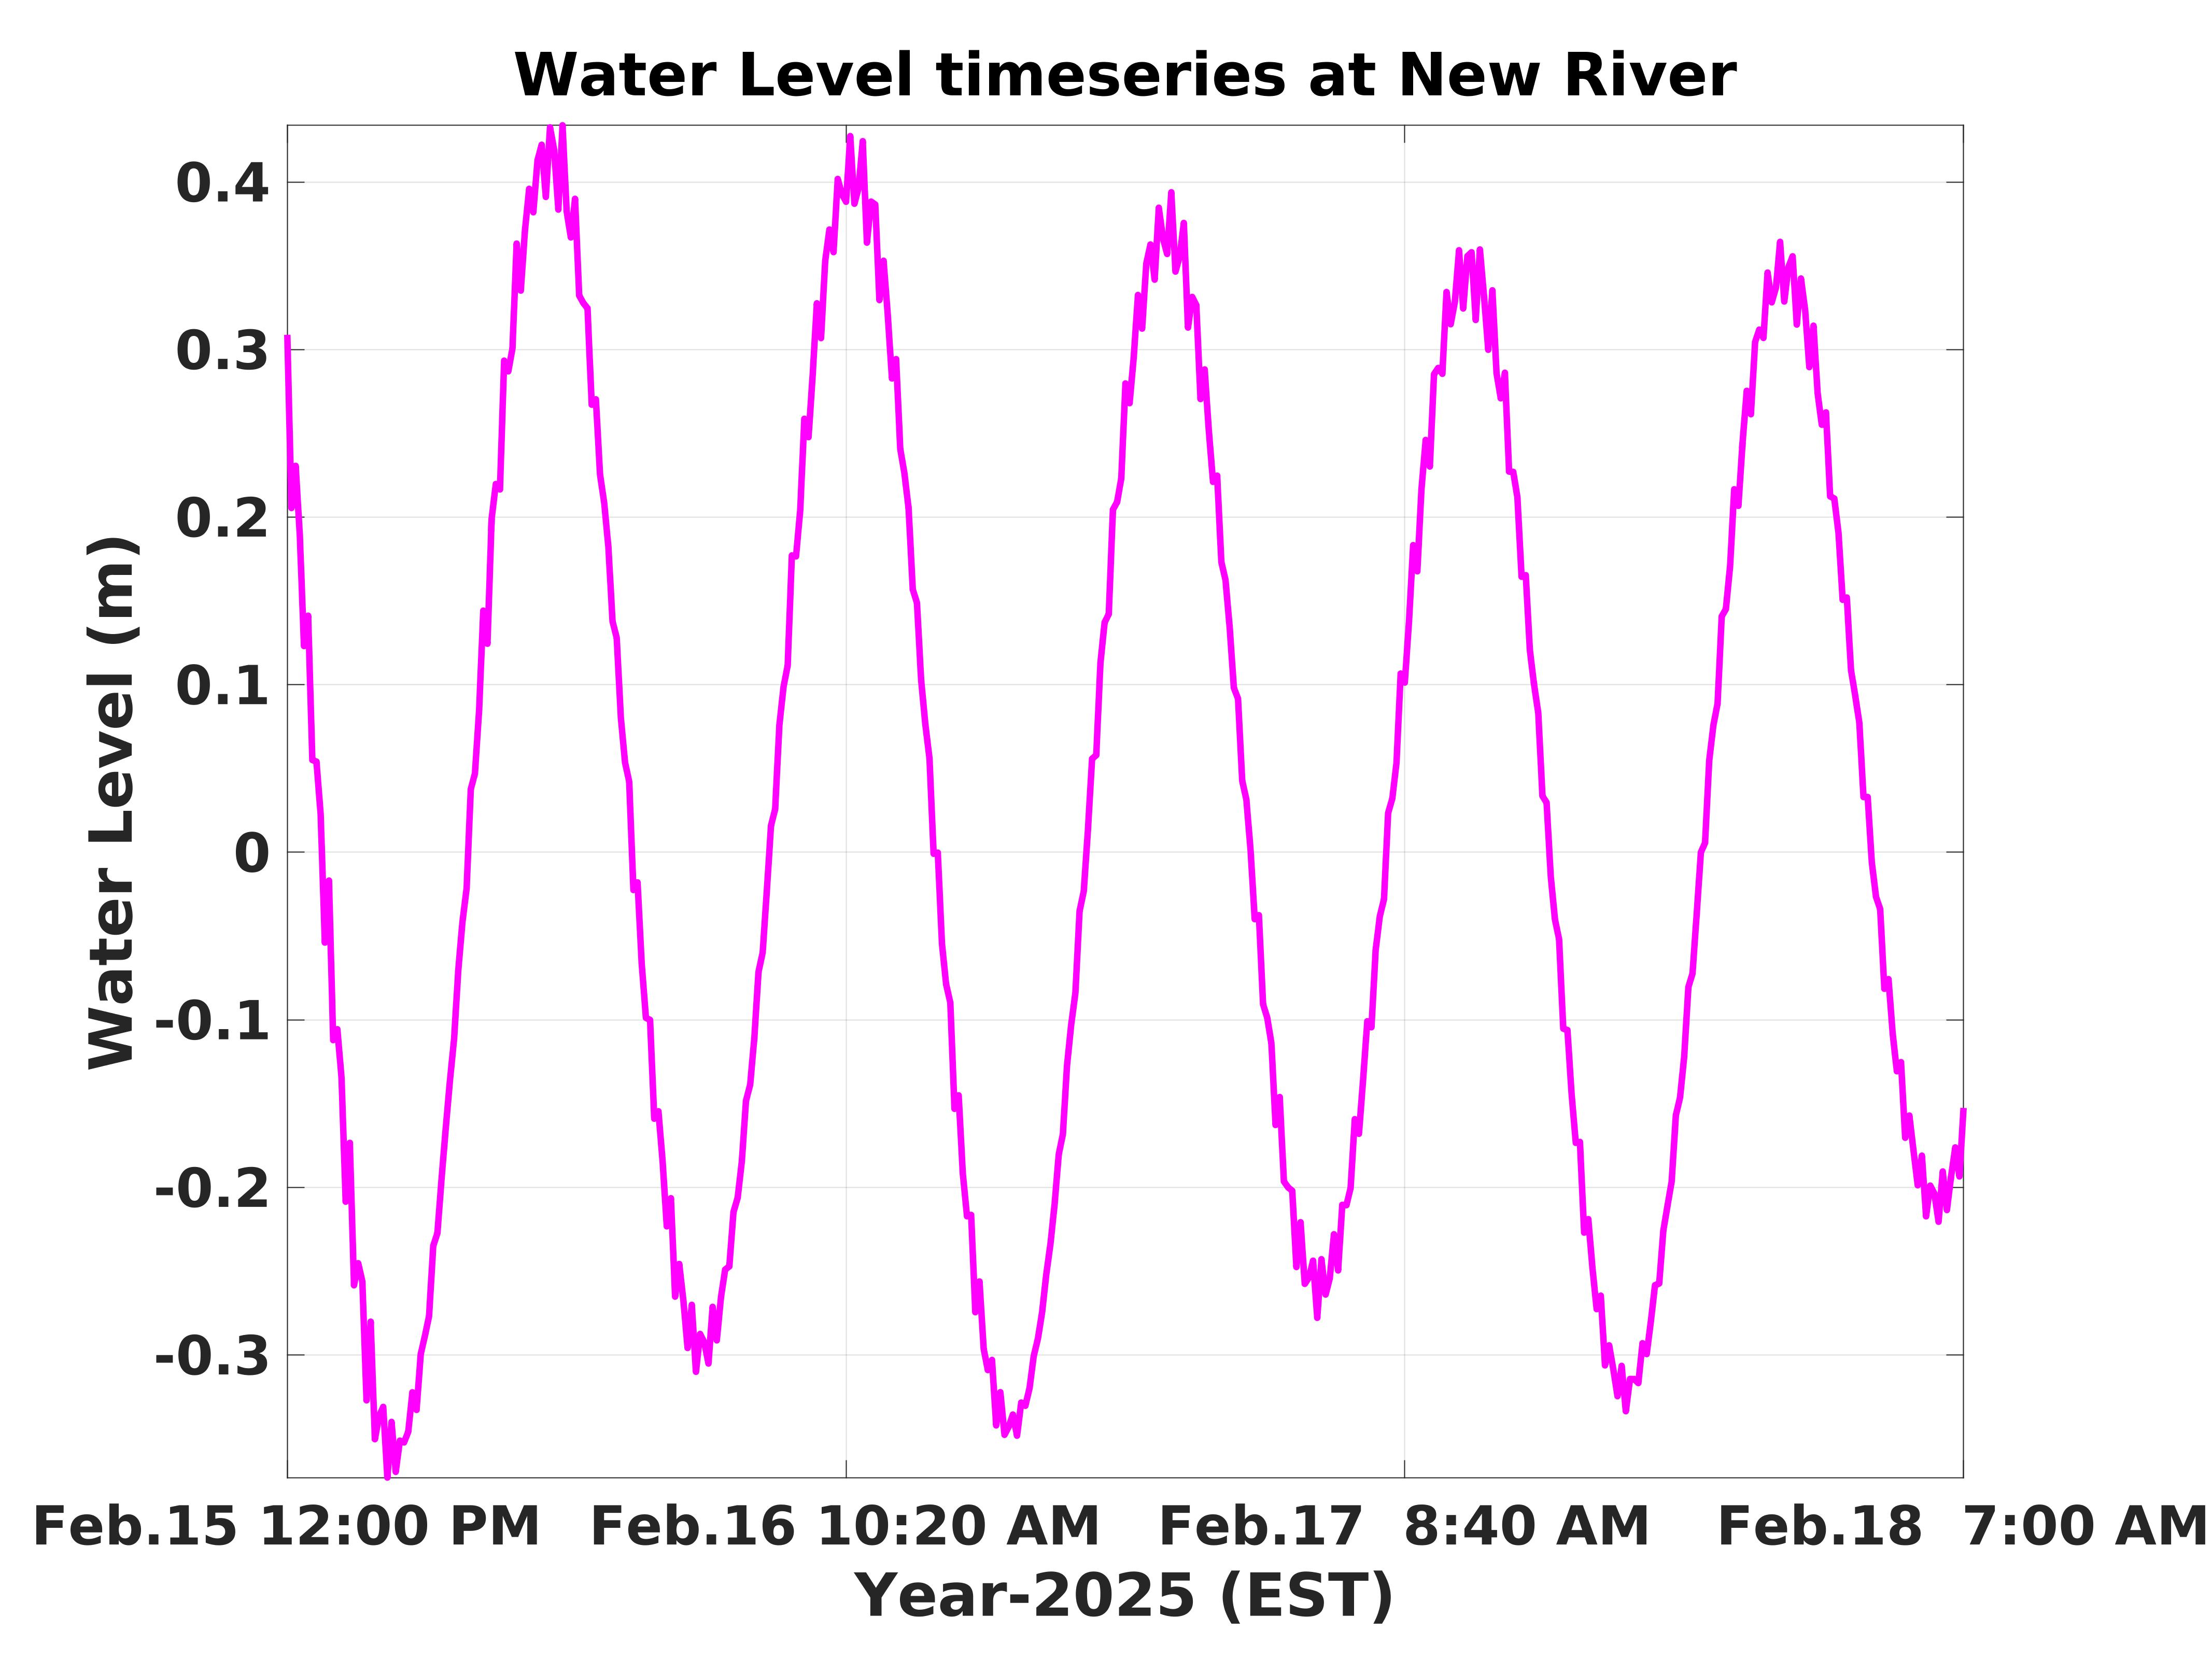 Water Level timeseries at New River
Water Level (m)
0.4
0.3
0.2
0.1
0
-0.1
-0.2
-0.3
Feb.15 12:00 PM Feb.16 10:20 AM Feb.17 8:40 AM Feb.18 7:00 AM
Year-2025 (EST)